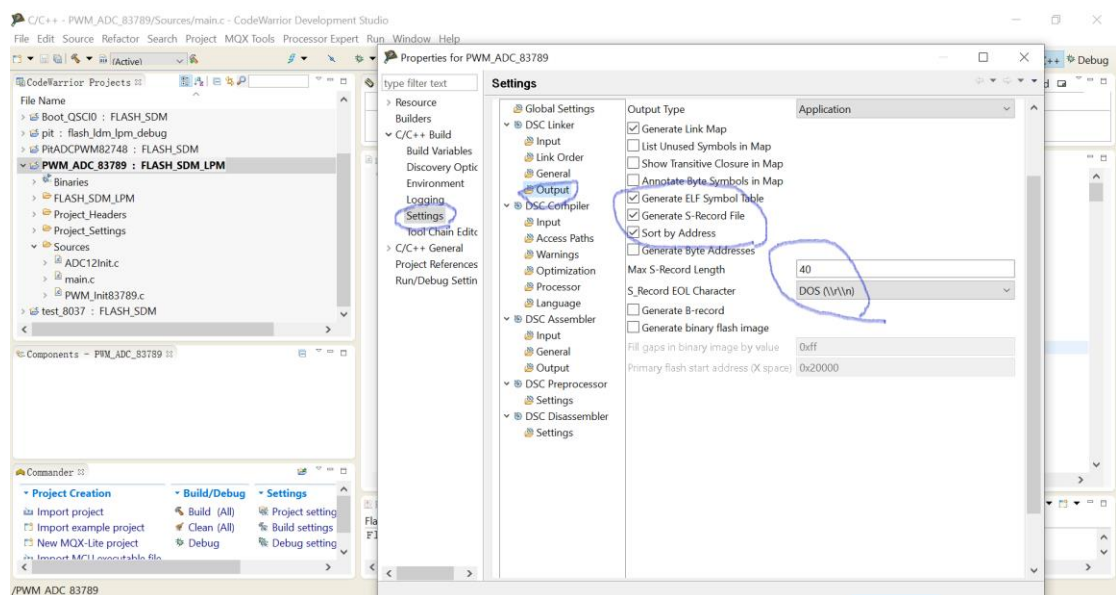 C/C++ - PWM_ADC_83789/Sources/main.c - CodeWarrior Development Studio
File Edit Source Refactor Search Project MQX Tools Processor Expert Run Window Help
(Active)
C++ Debug
CodeWarrior Projects
File Name
Boot_QSCI0 : FLASH_SDM
pit : flash_ldm_lpm_debug
PitADCPWM82748 : FLASH_SDM
PWM_ADC_83789 : FLASH_SDM_LPM
Binaries
FLASH_SDM_LPM
Project_Headers
Project_Settings
Sources
ADC12Init.c
main.c
PWM_Init83789.c
test_8037 : FLASH_SDM
Components - PWM_ADC_83789
Commander
Project Creation
Import project
Import example project
New MQX-Lite project
Import MCU executable file
Build/Debug
Build (All)
Clean (All)
Debug
Settings
Project setting
Build settings
Debug setting
/PWM_ADC_83789
Properties for PWM_ADC_83789
type filter text
Resource
Builders
C/C++ Build
Build Variables
Discovery Optic
Environment
Logging
Settings
Tool Chain Editc
C/C++ General
Project References
Run/Debug Settin
Settings
Global Settings
DSC Linker
Input
Link Order
General
Output
DSC Compiler
Input
Access Paths
Warnings
Optimization
Processor
Language
DSC Assembler
Input
General
Output
DSC Preprocessor
Settings
DSC Disassembler
Settings
Output Type Application
Generate Link Map
List Unused Symbols in Map
Show Transitive Closure in Map
Annotate Byte Symbols in Map
Generate ELF Symbol Table
Generate S-Record File
Sort by Address
Generate Byte Addresses
Max S-Record Length 40
S_Record EOL Character DOS (\\r\\n)
Generate B-record
Generate binary flash image
Fill gaps in binary image by value 0xff
Primary flash start address (X space) 0x20000